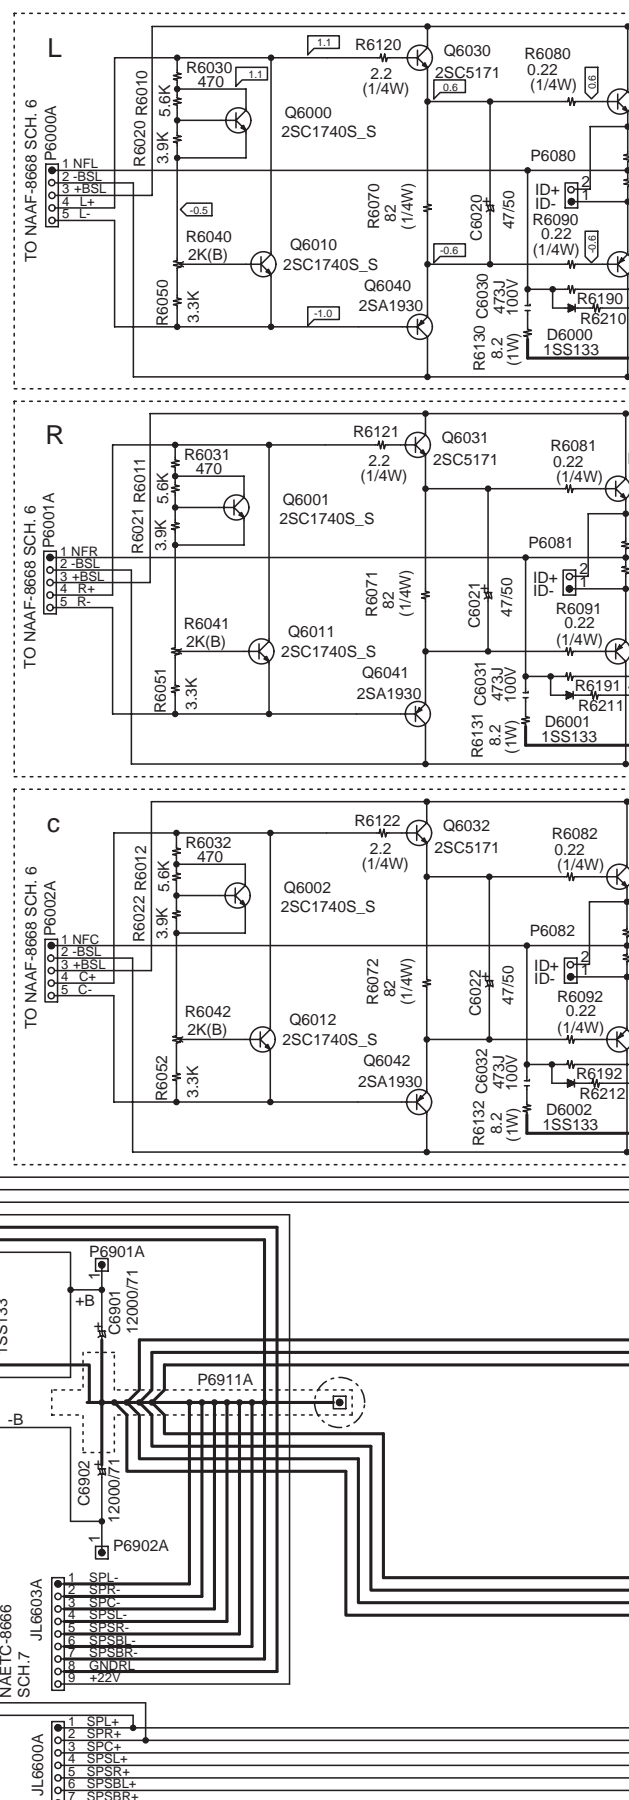 L
TO NAAF-8668 SCH. 6
P6000A
1 NFL
2 -BSL
3 +BSL
4 L+
5 L-
R6020 R6010
5.6K
3.9K
R6030
470
1.1
1.1
Q6000
2SC1740S_S
-0.5
R6040
2K(B)
R6050
3.3K
Q6010
2SC1740S_S
-1.0
R6120
2.2
(1/4W)
Q6030
2SC5171
0.6
R6070
82
(1/4W)
C6020
47/50
-0.6
Q6040
2SA1930
R6080
0.22
(1/4W)
0.6
P6080
ID+
ID-
2
1
R6090
0.22
(1/4W)
-0.6
C6030
473J
100V
R6130
8.2
(1W)
R6190
R6210
D6000
1SS133
R
TO NAAF-8668 SCH. 6
P6001A
1 NFR
2 -BSL
3 +BSL
4 R+
5 R-
R6021 R6011
5.6K
3.9K
R6031
470
Q6001
2SC1740S_S
R6041
2K(B)
R6051
3.3K
Q6011
2SC1740S_S
R6121
2.2
(1/4W)
Q6031
2SC5171
R6071
82
(1/4W)
C6021
47/50
Q6041
2SA1930
R6081
0.22
(1/4W)
P6081
ID+
ID-
2
1
R6091
0.22
(1/4W)
C6031
473J
100V
R6131
8.2
(1W)
R6191
R6211
D6001
1SS133
c
TO NAAF-8668 SCH. 6
P6002A
1 NFC
2 -BSL
3 +BSL
4 C+
5 C-
R6022 R6012
5.6K
3.9K
R6032
470
Q6002
2SC1740S_S
R6042
2K(B)
R6052
3.3K
Q6012
2SC1740S_S
R6122
2.2
(1/4W)
Q6032
2SC5171
R6072
82
(1/4W)
C6022
47/50
Q6042
2SA1930
R6082
0.22
(1/4W)
P6082
ID+
ID-
2
1
R6092
0.22
(1/4W)
C6032
473J
100V
R6132
8.2
(1W)
R6192
R6212
D6002
1SS133
P6901A
1
+B
C6901
12000/71
+
1SS133
P6911A
-B
C6902
12000/71
+
1
P6902A
NAETC-8666
SCH.7
JL6603A
1 SPL-
2 SPR-
3 SPC-
4 SPSL-
5 SPSR-
6 SPSBL-
7 SPSBR-
8 GNDRL
9 +22V
JL6600A
1 SPL+
2 SPR+
3 SPC+
4 SPSL+
5 SPSR+
6 SPSBL+
7 SPSBR+